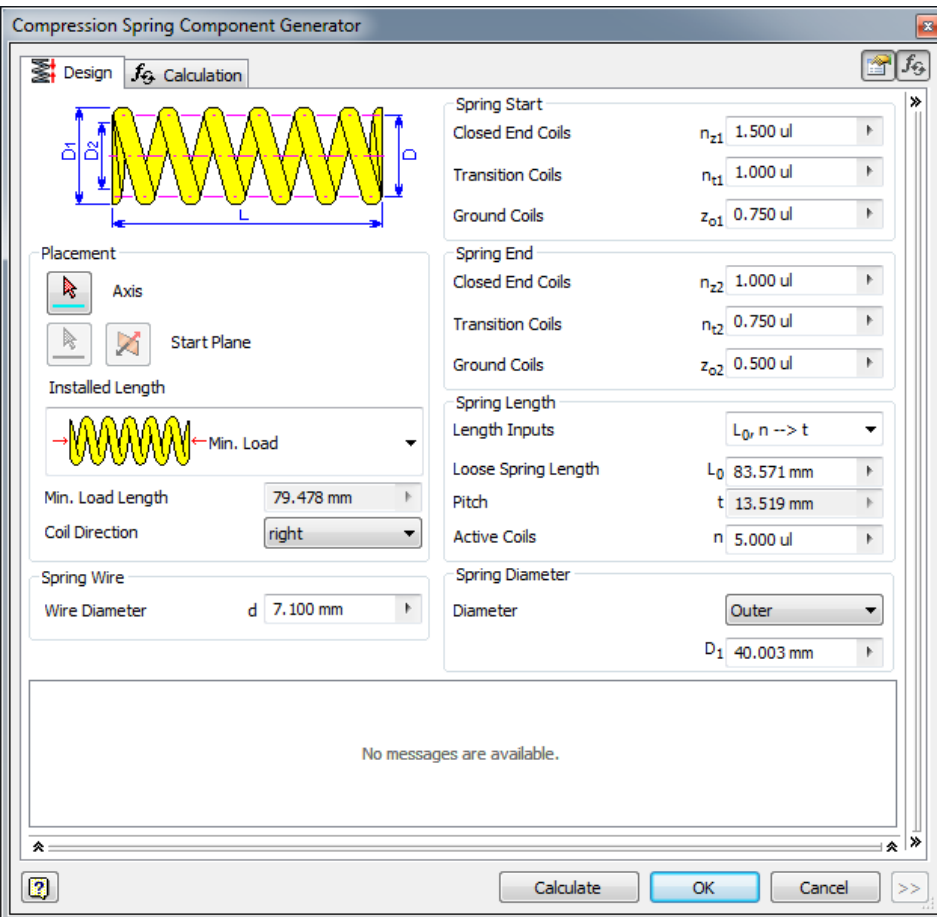 Compression Spring Component Generator
Design
Calculation
D1
D2
D
L
Placement
Axis
Start Plane
Installed Length
Min. Load
Min. Load Length 79.478 mm
Coil Direction right
Spring Wire
Wire Diameter d 7.100 mm
Spring Start
Closed End Coils nz1 1.500 ul
Transition Coils nt1 1.000 ul
Ground Coils zo1 0.750 ul
Spring End
Closed End Coils nz2 1.000 ul
Transition Coils nt2 0.750 ul
Ground Coils zo2 0.500 ul
Spring Length
Length Inputs L0, n --> t
Loose Spring Length L0 83.571 mm
Pitch t 13.519 mm
Active Coils n 5.000 ul
Spring Diameter
Diameter Outer
D1 40.003 mm
No messages are available.
Calculate
OK
Cancel
>>